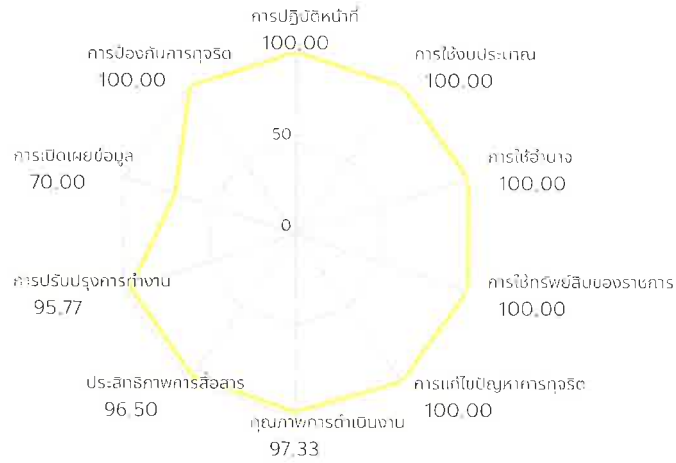 การปฏิบัติหน้าที่
100.00
การป้องกันการทุจริต
100.00
การใช้งบประมาณ
100.00
50
การเปิดเผยข้อมูล
70.00
การใช้อำนาจ
100.00
0
การปรับปรุงการทำงาน
95.77
การใช้ทรัพย์สินของราชการ
100.00
ประสิทธิภาพการสื่อสาร
96.50
การแก้ไขปัญหาการทุจริต
100.00
คุณภาพการดำเนินงาน
97.33